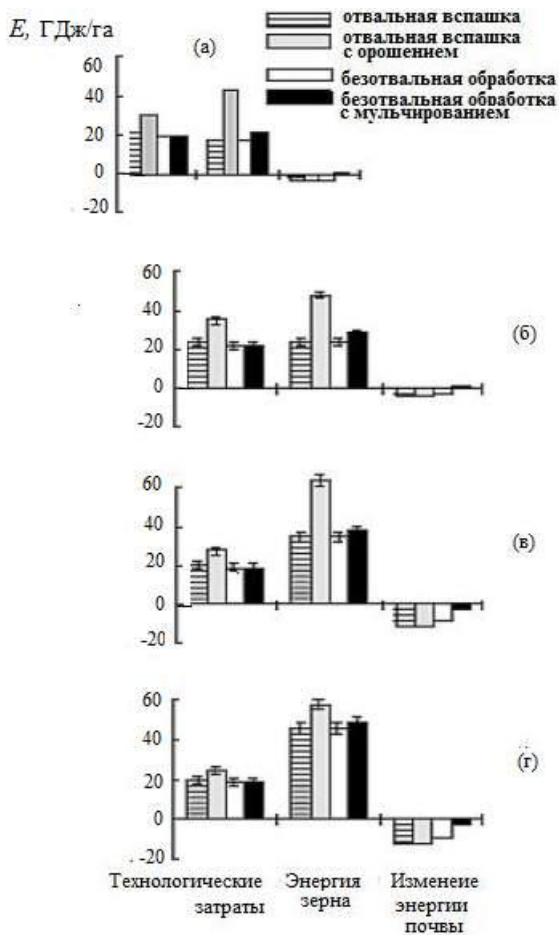 E, ГДж/га
(а)
отвальная вспашка
отвальная вспашка
с орошением
безотвальная обработка
безотвальная обработка
с мульчированием
60
40
20
0
-20
60
40
20
0
-20
(б)
60
40
20
0
-20
(в)
60
40
20
0
-20
(г)
Технологические
затраты
Энергия
зерна
Изменеие
энергии
почвы